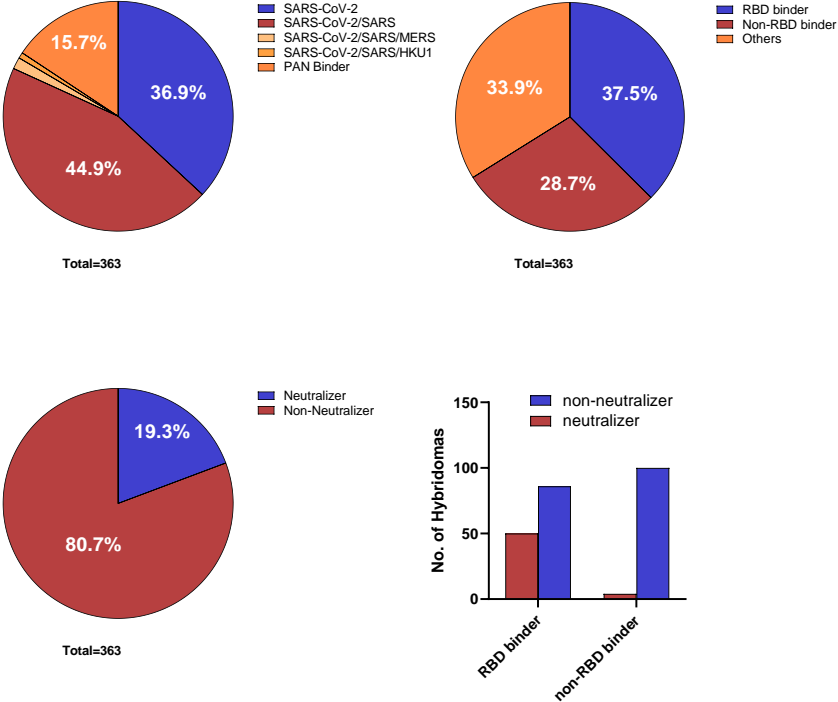 SARS-CoV-2
SARS-CoV-2/SARS
SARS-CoV-2/SARS/MERS
SARS-CoV-2/SARS/HKU1
PAN Binder
15.7%
36.9%
44.9%
Total=363
RBD binder
Non-RBD binder
Others
33.9%
37.5%
28.7%
Total=363
Neutralizer
Non-Neutralizer
19.3%
80.7%
Total=363
non-neutralizer
neutralizer
No. of Hybridomas
150
100
50
0
RBD binder
non-RBD binder